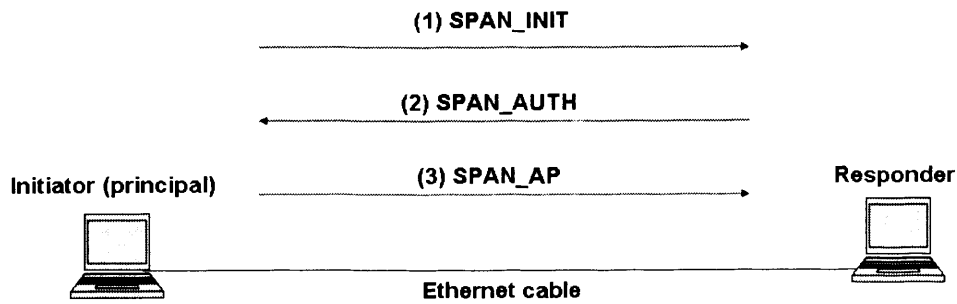 (1) SPAN_INIT
(2) SPAN_AUTH
(3) SPAN_AP
Initiator (principal)
Responder
Ethernet cable